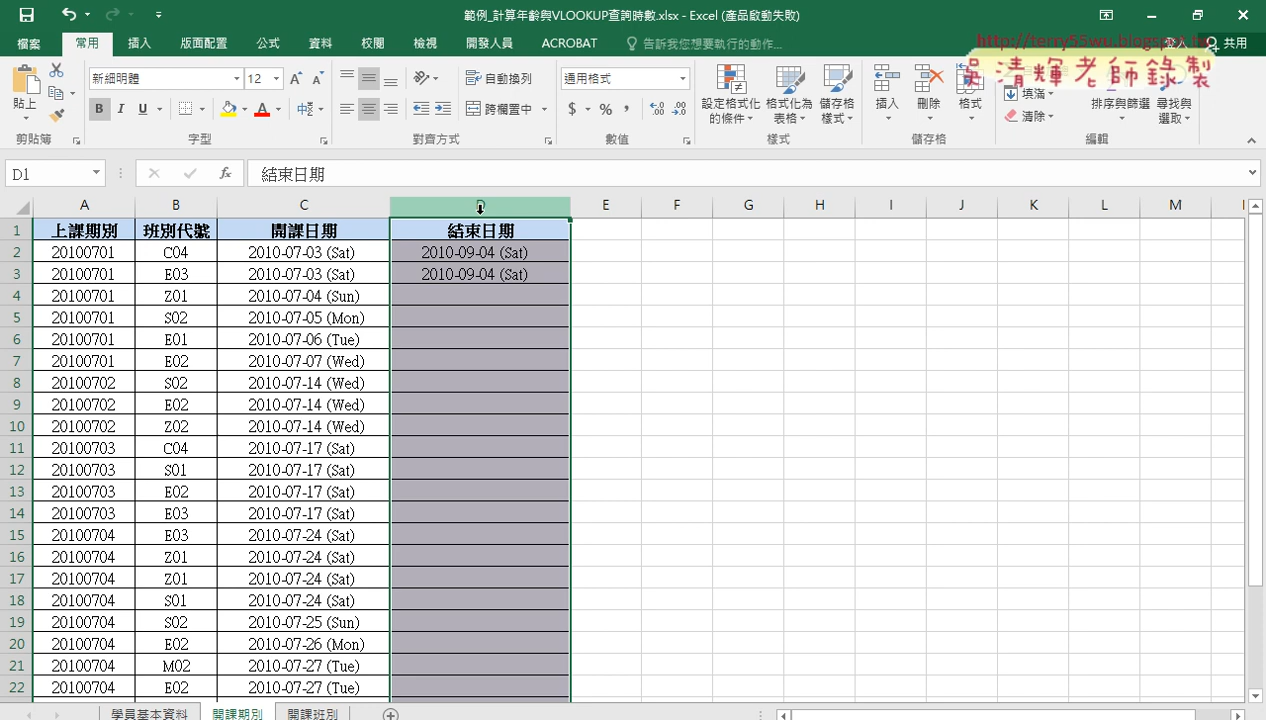 範例_計算年齡與VLOOKUP查詢時數.xlsx - Excel (產品啟動失敗)
檔案 常用 插入 版面配置 公式 資料 校閱 檢視 開發人員 ACROBAT 告訴我您想要執行的動作... 登入 共用
http://terry55wu.blogspot.tw
吳清輝老師錄製
貼上 新細明體 12 自動換列 通用格式 設定格式化的條件 格式化為表格 儲存格樣式 插入 刪除 格式 填滿 排序與篩選 尋找與選取
B I U 跨欄置中 $ % , 清除
剪貼簿 字型 對齊方式 數值 樣式 儲存格 編輯
D1 fx 結束日期
A B C D E F G H I J K L M
1 上課期別 班別代號 開課日期 結束日期
2 20100701 C04 2010-07-03 (Sat) 2010-09-04 (Sat)
3 20100701 E03 2010-07-03 (Sat) 2010-09-04 (Sat)
4 20100701 Z01 2010-07-04 (Sun)
5 20100701 S02 2010-07-05 (Mon)
6 20100701 E01 2010-07-06 (Tue)
7 20100701 E02 2010-07-07 (Wed)
8 20100702 S02 2010-07-14 (Wed)
9 20100702 E02 2010-07-14 (Wed)
10 20100702 Z02 2010-07-14 (Wed)
11 20100703 C04 2010-07-17 (Sat)
12 20100703 S01 2010-07-17 (Sat)
13 20100703 E02 2010-07-17 (Sat)
14 20100703 E03 2010-07-17 (Sat)
15 20100704 E03 2010-07-24 (Sat)
16 20100704 Z01 2010-07-24 (Sat)
17 20100704 Z01 2010-07-24 (Sat)
18 20100704 S01 2010-07-24 (Sat)
19 20100704 S02 2010-07-25 (Sun)
20 20100704 E02 2010-07-26 (Mon)
21 20100704 M02 2010-07-27 (Tue)
22 20100704 E02 2010-07-27 (Tue)
學員基本資料 開課期別 開課班別